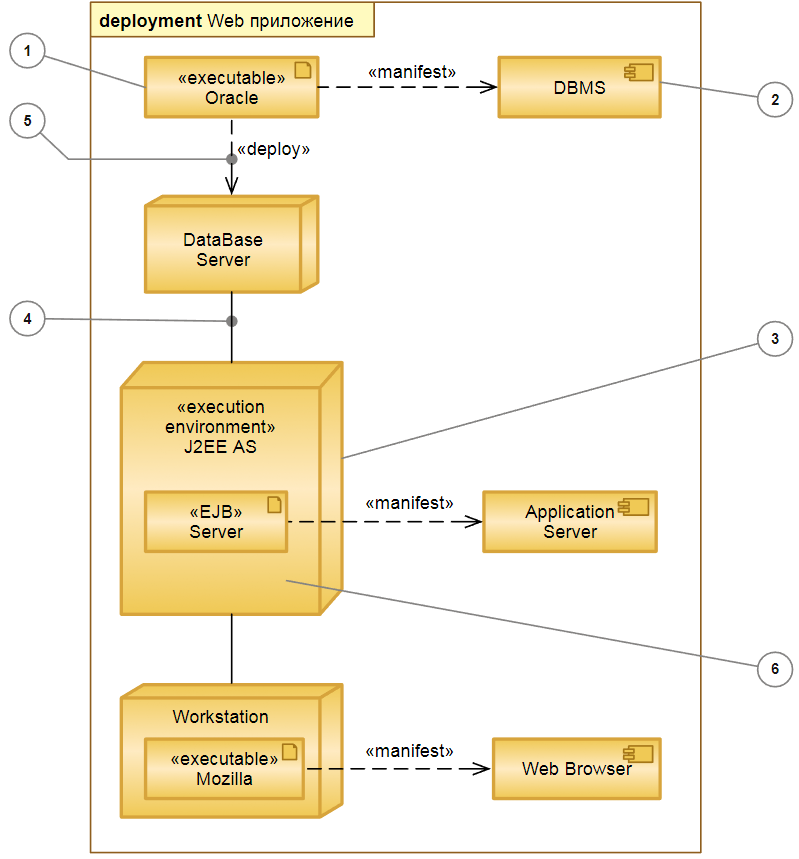 deployment Web приложение
1
«executable»
Oracle
«manifest»
DBMS
2
5
«deploy»
DataBase
Server
4
3
«execution
environment»
J2EE AS
«EJB»
Server
«manifest»
Application
Server
6
Workstation
«executable»
Mozilla
«manifest»
Web Browser